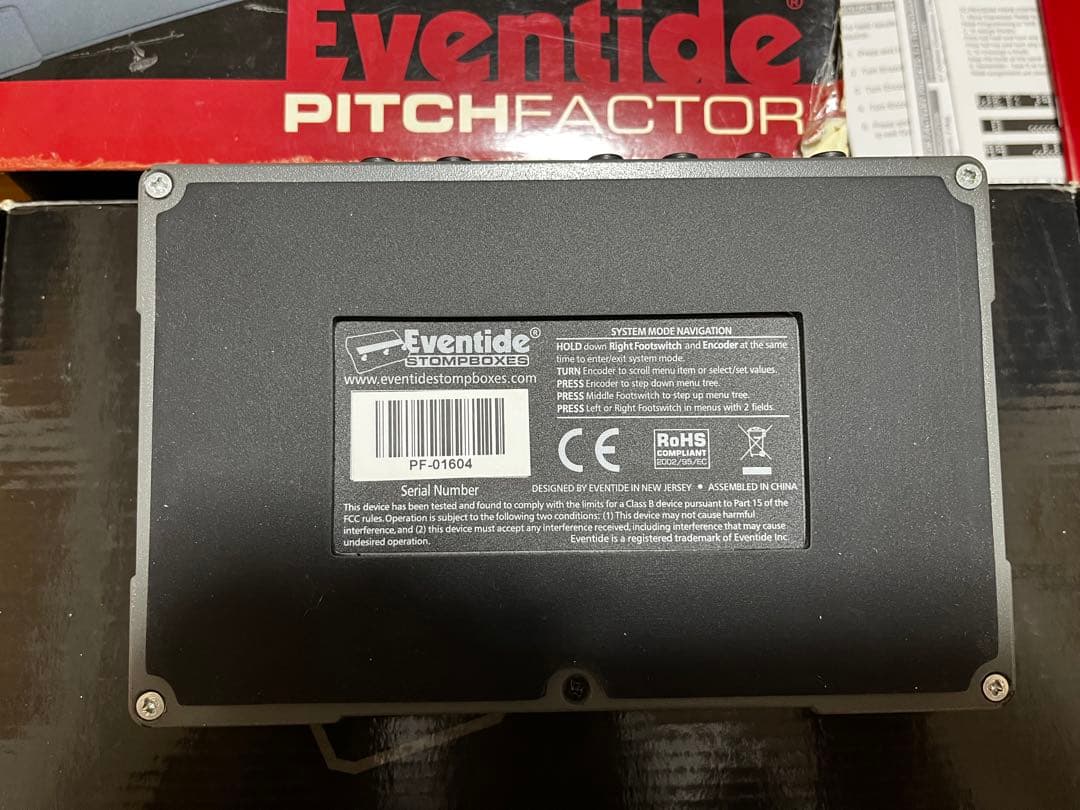 Eventide®
PITCHFACTOR
Eventide®
STOMPBOXES
www.eventidestompboxes.com
PF-01604
Serial Number
SYSTEM MODE NAVIGATION
HOLD down Right Footswitch and Encoder at the same
time to enter/exit system mode.
TURN Encoder to scroll menu item or select/set values.
PRESS Encoder to step down menu tree.
PRESS Middle Footswitch to step up menu tree.
PRESS Left or Right Footswitch in menus with 2 fields.
CE
RoHS
COMPLIANT
2002/95/EC
DESIGNED BY EVENTIDE IN NEW JERSEY • ASSEMBLED IN CHINA
This device has been tested and found to comply with the limits for a Class B device pursuant to Part 15 of the
FCC rules. Operation is subject to the following two conditions: (1) This device may not cause harmful
interference, and (2) this device must accept any interference received, including interference that may cause
undesired operation.
Eventide is a registered trademark of Eventide Inc.